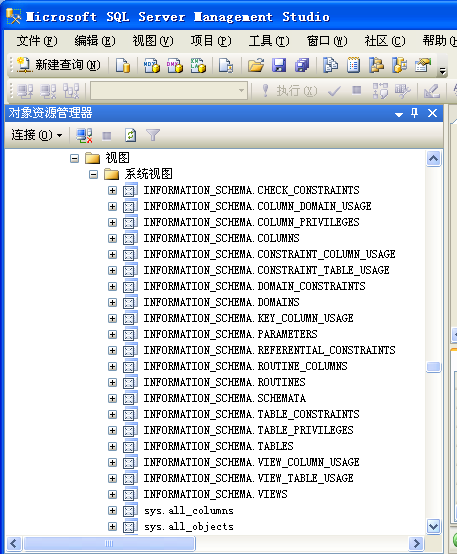 Microsoft SQL Server Management Studio
文件(F) 编辑(E) 视图(V) 项目(P) 工具(T) 窗口(W) 社区(C) 帮助(H
新建查询(N)
执行(X)
对象资源管理器
连接(O)
视图
系统视图
INFORMATION_SCHEMA.CHECK_CONSTRAINTS
INFORMATION_SCHEMA.COLUMN_DOMAIN_USAGE
INFORMATION_SCHEMA.COLUMN_PRIVILEGES
INFORMATION_SCHEMA.COLUMNS
INFORMATION_SCHEMA.CONSTRAINT_COLUMN_USAGE
INFORMATION_SCHEMA.CONSTRAINT_TABLE_USAGE
INFORMATION_SCHEMA.DOMAIN_CONSTRAINTS
INFORMATION_SCHEMA.DOMAINS
INFORMATION_SCHEMA.KEY_COLUMN_USAGE
INFORMATION_SCHEMA.PARAMETERS
INFORMATION_SCHEMA.REFERENTIAL_CONSTRAINTS
INFORMATION_SCHEMA.ROUTINE_COLUMNS
INFORMATION_SCHEMA.ROUTINES
INFORMATION_SCHEMA.SCHEMATA
INFORMATION_SCHEMA.TABLE_CONSTRAINTS
INFORMATION_SCHEMA.TABLE_PRIVILEGES
INFORMATION_SCHEMA.TABLES
INFORMATION_SCHEMA.VIEW_COLUMN_USAGE
INFORMATION_SCHEMA.VIEW_TABLE_USAGE
INFORMATION_SCHEMA.VIEWS
sys.all_columns
sys.all_objects